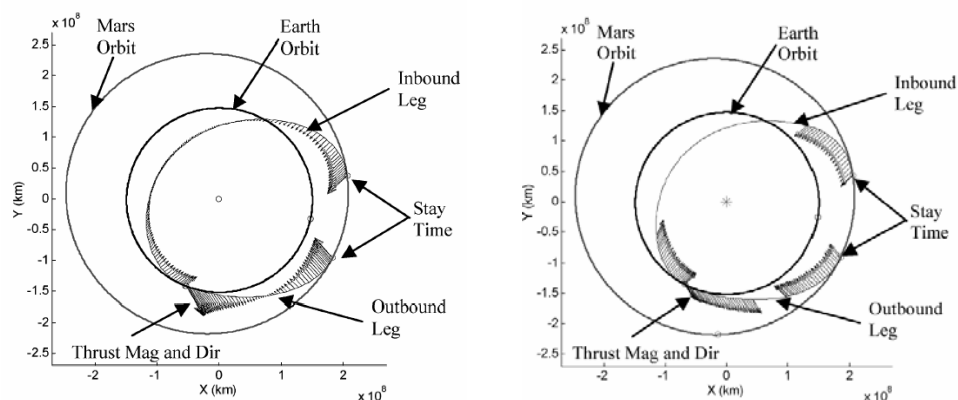 x 10^8
Mars
Orbit
Earth
Orbit
Inbound
Leg
Stay
Time
Outbound
Leg
Thrust Mag and Dir
2.5
2
1.5
1
0.5
0
-0.5
-1
-1.5
-2
-2.5
Y (km)
-2
-1
0
1
2
X (km)
x 10^8
x 10^8
Mars
Orbit
Earth
Orbit
Inbound
Leg
Stay
Time
Outbound
Leg
Thrust Mag and Dir
2.5
2
1.5
1
0.5
0
-0.5
-1
-1.5
-2
-2.5
Y (km)
-2
-1
0
1
2
X (km)
x 10^8